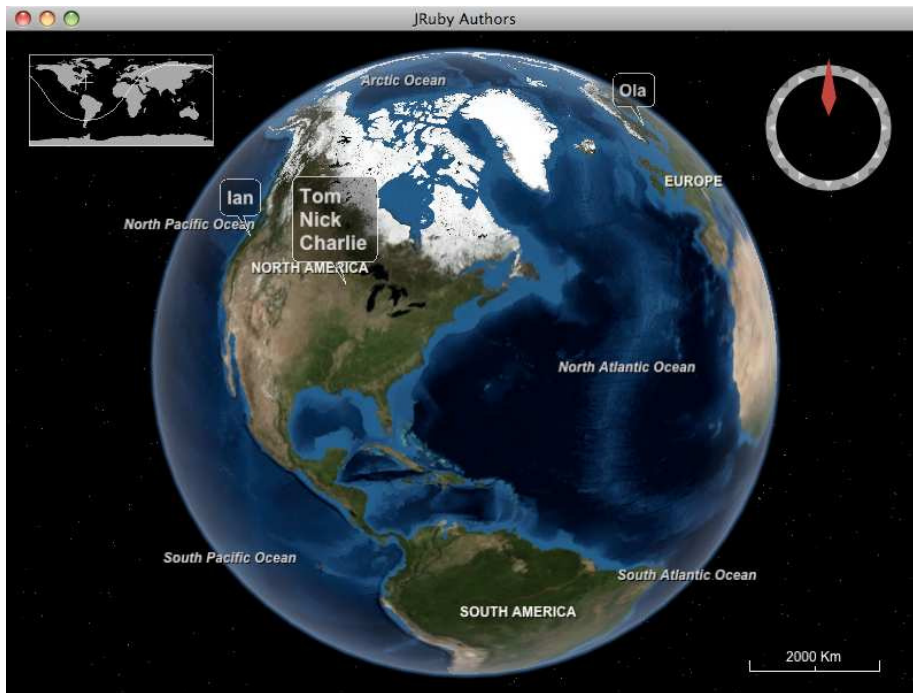 JRuby Authors
Arctic Ocean
Ola
EUROPE
Ian
Tom
Nick
Charlie
North Pacific Ocean
NORTH AMERICA
North Atlantic Ocean
South Pacific Ocean
South Atlantic Ocean
SOUTH AMERICA
2000 Km